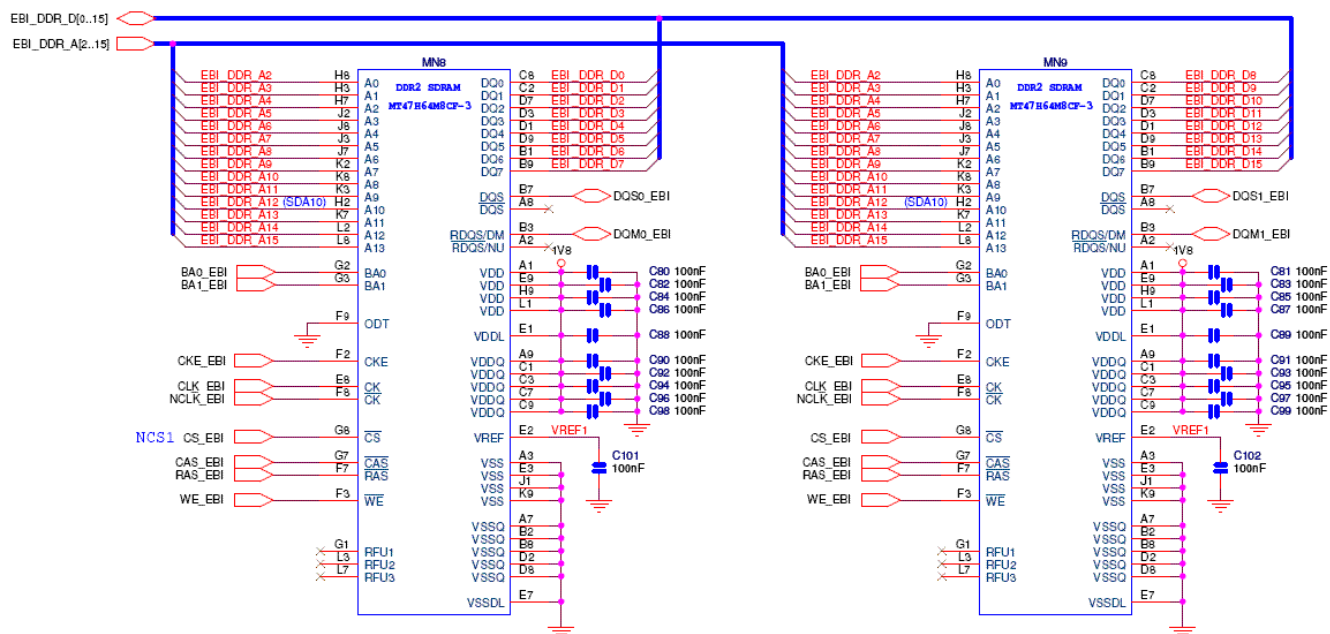 EBI_DDR_D[0..15]
EBI_DDR_A[2..15]
MN8
DDR2 SDRAM
MT47H64M8CF-3
EBI_DDR_A2 H8 A0
EBI_DDR_A3 H3 A1
EBI_DDR_A4 H7 A2
EBI_DDR_A5 J2 A3
EBI_DDR_A6 J8 A4
EBI_DDR_A7 J3 A5
EBI_DDR_A8 J7 A6
EBI_DDR_A9 K2 A7
EBI_DDR_A10 K8 A8
EBI_DDR_A11 K3 A9
EBI_DDR_A12 (SDA10) H2 A10
EBI_DDR_A13 K7 A11
EBI_DDR_A14 L2 A12
EBI_DDR_A15 L8 A13
BA0_EBI G2 BA0
BA1_EBI G3 BA1
F9 ODT
CKE_EBI F2 CKE
CLK_EBI E8 CK
NCLK_EBI F8 CK
NCS1 CS_EBI G8 CS
CAS_EBI G7 CAS
RAS_EBI F7 RAS
WE_EBI F3 WE
G1 RFU1
L3 RFU2
L7 RFU3
DQ0 C8 EBI_DDR_D0
DQ1 C2 EBI_DDR_D1
DQ2 D7 EBI_DDR_D2
DQ3 D3 EBI_DDR_D3
DQ4 D1 EBI_DDR_D4
DQ5 D9 EBI_DDR_D5
DQ6 B1 EBI_DDR_D6
DQ7 B9 EBI_DDR_D7
DQS B7 DQS0_EBI
DQS A8
RDQS/DM B3 DQM0_EBI
RDQS/NU A2
1V8
VDD A1 C80 100nF
VDD E9 C82 100nF
VDD H9 C84 100nF
VDD L1 C86 100nF
VDDL E1 C88 100nF
VDDQ A9 C90 100nF
VDDQ C1 C92 100nF
VDDQ C3 C94 100nF
VDDQ C7 C96 100nF
VDDQ C9 C98 100nF
VREF E2 VREF1
C101
100nF
VSS A3
VSS E3
VSS J1
VSS K9
VSSQ A7
VSSQ B2
VSSQ B8
VSSQ D2
VSSQ D8
VSSDL E7
MN9
DDR2 SDRAM
MT47H64M8CF-3
EBI_DDR_A2 H8 A0
EBI_DDR_A3 H3 A1
EBI_DDR_A4 H7 A2
EBI_DDR_A5 J2 A3
EBI_DDR_A6 J8 A4
EBI_DDR_A7 J3 A5
EBI_DDR_A8 J7 A6
EBI_DDR_A9 K2 A7
EBI_DDR_A10 K8 A8
EBI_DDR_A11 K3 A9
EBI_DDR_A12 (SDA10) H2 A10
EBI_DDR_A13 K7 A11
EBI_DDR_A14 L2 A12
EBI_DDR_A15 L8 A13
BA0_EBI G2 BA0
BA1_EBI G3 BA1
F9 ODT
CKE_EBI F2 CKE
CLK_EBI E8 CK
NCLK_EBI F8 CK
CS_EBI G8 CS
CAS_EBI G7 CAS
RAS_EBI F7 RAS
WE_EBI F3 WE
G1 RFU1
L3 RFU2
L7 RFU3
DQ0 C8 EBI_DDR_D8
DQ1 C2 EBI_DDR_D9
DQ2 D7 EBI_DDR_D10
DQ3 D3 EBI_DDR_D11
DQ4 D1 EBI_DDR_D12
DQ5 D9 EBI_DDR_D13
DQ6 B1 EBI_DDR_D14
DQ7 B9 EBI_DDR_D15
DQS B7 DQS1_EBI
DQS A8
RDQS/DM B3 DQM1_EBI
RDQS/NU A2
1V8
VDD A1 C81 100nF
VDD E9 C83 100nF
VDD H9 C85 100nF
VDD L1 C87 100nF
VDDL E1 C89 100nF
VDDQ A9 C91 100nF
VDDQ C1 C93 100nF
VDDQ C3 C95 100nF
VDDQ C7 C97 100nF
VDDQ C9 C99 100nF
VREF E2 VREF1
C102
100nF
VSS A3
VSS E3
VSS J1
VSS K9
VSSQ A7
VSSQ B2
VSSQ B8
VSSQ D2
VSSQ D8
VSSDL E7